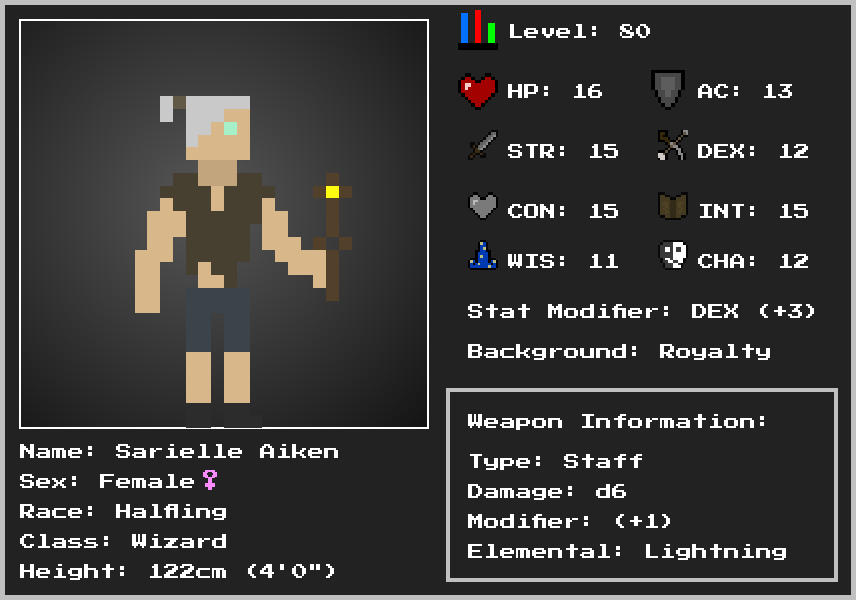 Level: 80
HP: 16 AC: 13
STR: 15 DEX: 12
CON: 15 INT: 15
WIS: 11 CHA: 12
Stat Modifier: DEX (+3)
Background: Royalty
Weapon Information:
Type: Staff
Damage: d6
Modifier: (+1)
Elemental: Lightning
Name: Sarielle Aiken
Sex: Female♀
Race: Halfling
Class: Wizard
Height: 122cm (4'0")